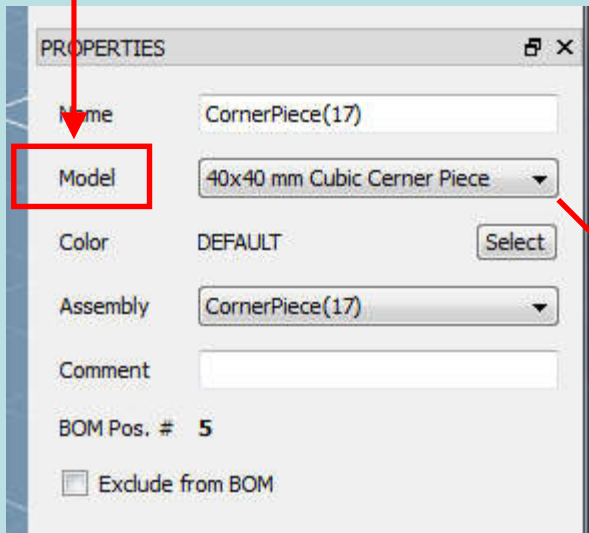 PROPERTIES
Name CornerPiece(17)
Model 40x40 mm Cubic Cerner Piece
Color DEFAULT Select
Assembly CornerPiece(17)
Comment
BOM Pos. # 5
Exclude from BOM